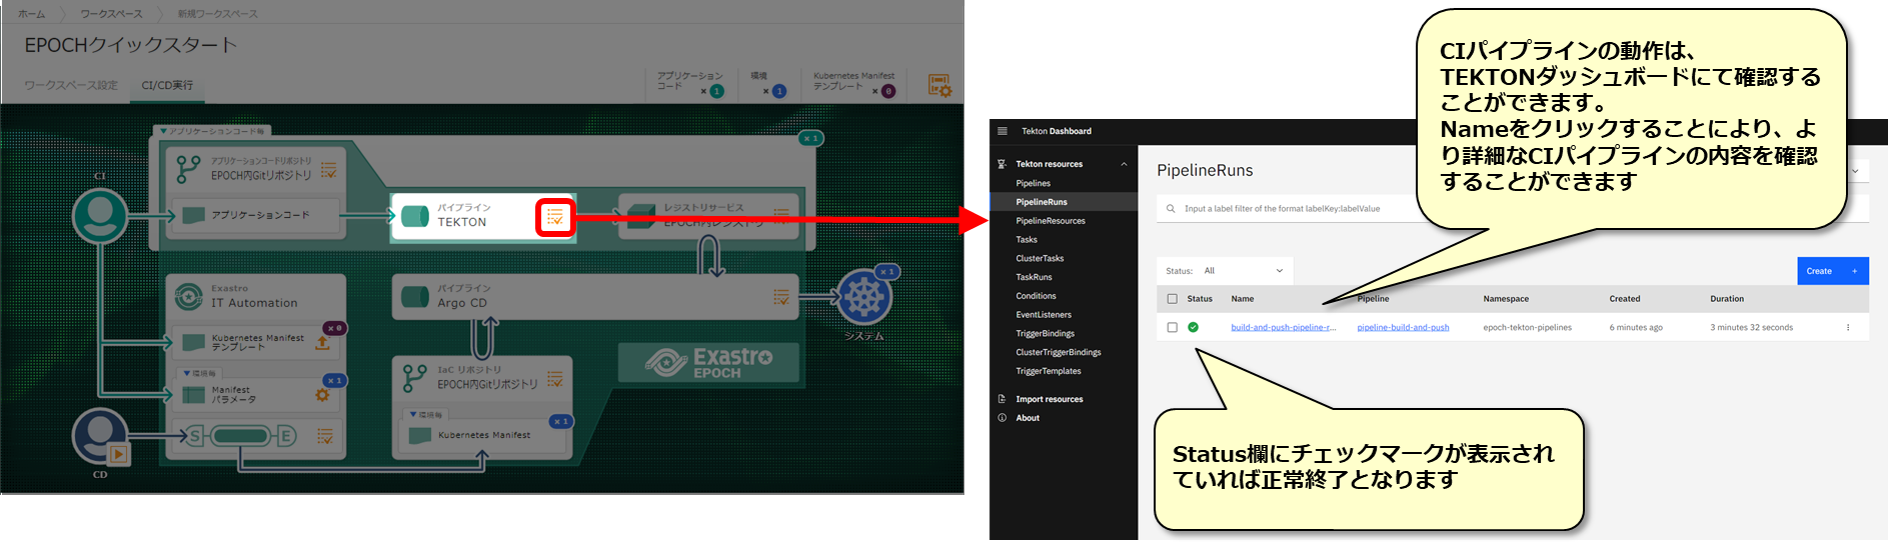 ホーム
ワークスペース
新規ワークスペース
EPOCHクイックスタート
ワークスペース設定
CI/CD実行
アプリケーション
コード
× 1
環境
× 1
Kubernetes Manifest
テンプレート
× 0
▼アプリケーションコード毎
× 1
CI
アプリケーションコードリポジトリ
EPOCH内Gitリポジトリ
アプリケーションコード
パイプライン
TEKTON
レジストリサービス
EPOCH内レジストリ
Exastro
IT Automation
パイプライン
Argo CD
× 1
システム
Kubernetes Manifest
テンプレート
× 0
▼環境毎
Manifest
パラメータ
× 1
S
E
CD
IaC リポジトリ
EPOCH内Gitリポジトリ
▼環境毎
Kubernetes Manifest
× 1
Exastro
EPOCH
Tekton Dashboard
Tekton resources
Pipelines
PipelineRuns
PipelineResources
Tasks
ClusterTasks
TaskRuns
Conditions
EventListeners
TriggerBindings
ClusterTriggerBindings
TriggerTemplates
Import resources
About
PipelineRuns
Input a label filter of the format labelKey:labelValue
Status: All
Create +
Status Name Pipeline Namespace Created Duration
build-and-push-pipeline-r... pipeline-build-and-push epoch-tekton-pipelines 6 minutes ago 3 minutes 32 seconds
CIパイプラインの動作は、
TEKTONダッシュボードにて確認する
ことができます。
Nameをクリックすることにより、よ
り詳細なCIパイプラインの内容を確認
することができます
Status欄にチェックマークが表示され
ていれば正常終了となります